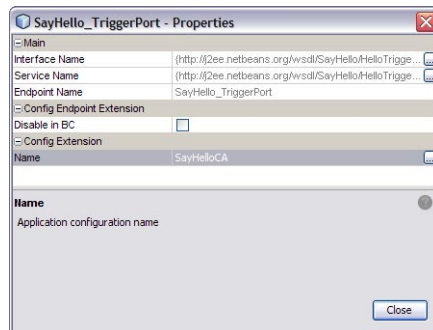 SayHello_TriggerPort - Properties
Main
Interface Name {http://j2ee.netbeans.org/wsdl/SayHello/HelloTrigge... ...
Service Name {http://j2ee.netbeans.org/wsdl/SayHello/HelloTrigge... ...
Endpoint Name SayHello_TriggerPort
Config Endpoint Extension
Disable in BC
Config Extension
Name SayHelloCA ...
Name
Application configuration name
Close